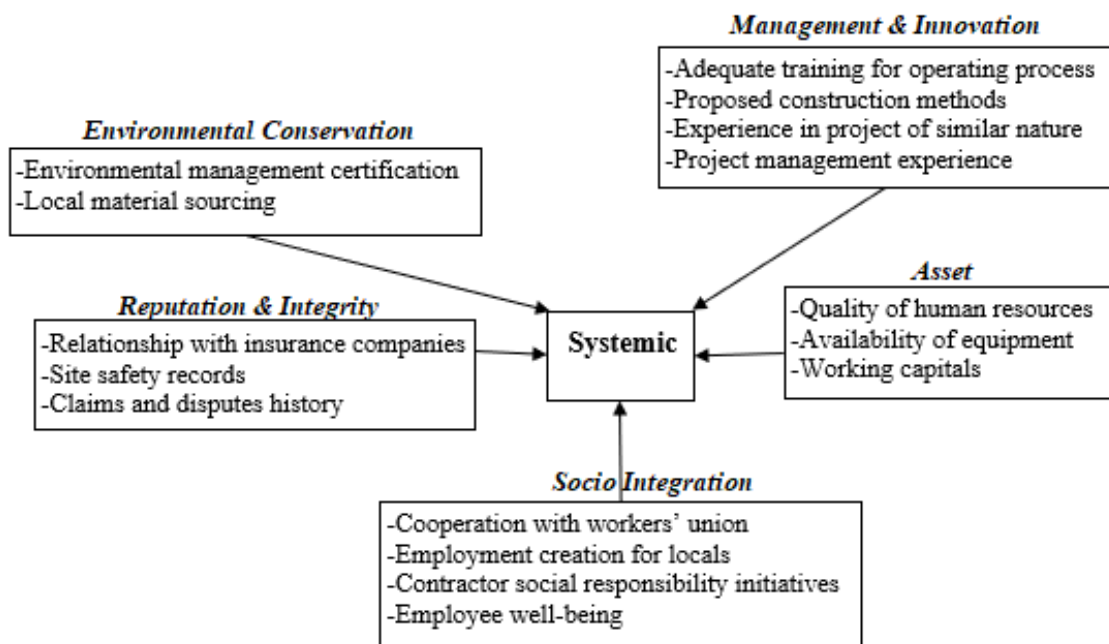 Management & Innovation
-Adequate training for operating process
-Proposed construction methods
-Experience in project of similar nature
-Project management experience
Environmental Conservation
-Environmental management certification
-Local material sourcing
Reputation & Integrity
-Relationship with insurance companies
-Site safety records
-Claims and disputes history
Systemic
Asset
-Quality of human resources
-Availability of equipment
-Working capitals
Socio Integration
-Cooperation with workers’ union
-Employment creation for locals
-Contractor social responsibility initiatives
-Employee well-being